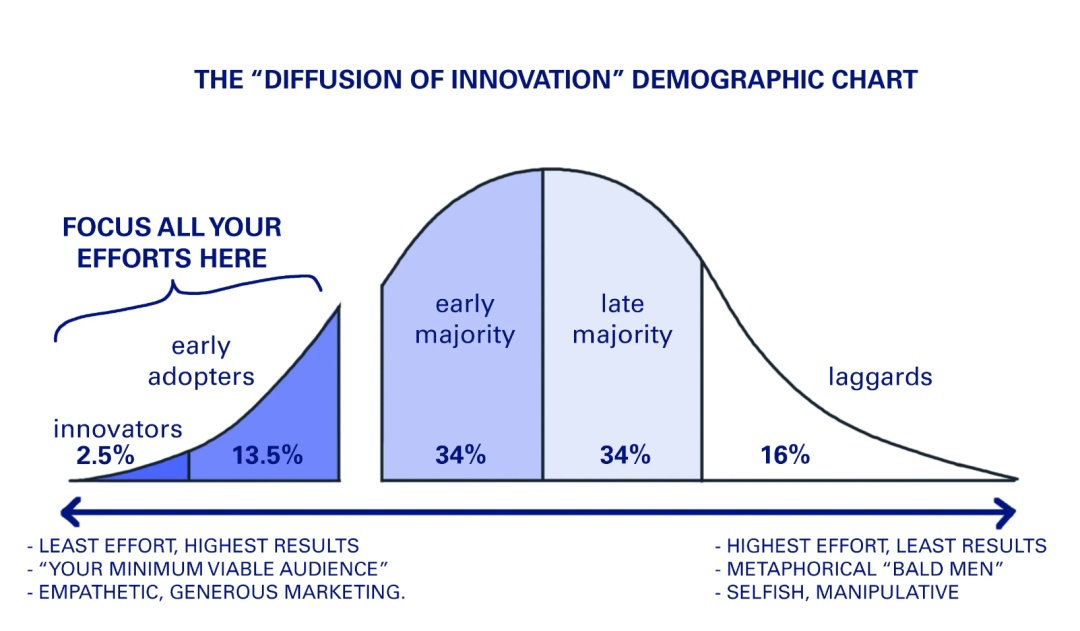 THE “DIFFUSION OF INNOVATION” DEMOGRAPHIC CHART
FOCUS ALL YOUR
EFFORTS HERE
early
adopters
innovators
2.5%
13.5%
early
majority
34%
late
majority
34%
laggards
16%
- LEAST EFFORT, HIGHEST RESULTS
- “YOUR MINIMUM VIABLE AUDIENCE”
- EMPATHETIC, GENEROUS MARKETING.
- HIGHEST EFFORT, LEAST RESULTS
- METAPHORICAL “BALD MEN”
- SELFISH, MANIPULATIVE